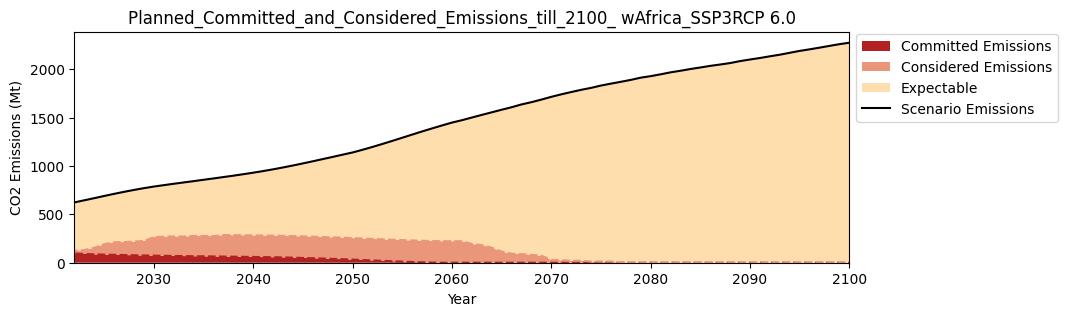 Planned_Committed_and_Considered_Emissions_till_2100_ wAfrica_SSP3RCP 6.0
CO2 Emissions (Mt)
2000
1500
1000
500
0
2030 2040 2050 2060 2070 2080 2090 2100
Year
Committed Emissions
Considered Emissions
Expectable
Scenario Emissions